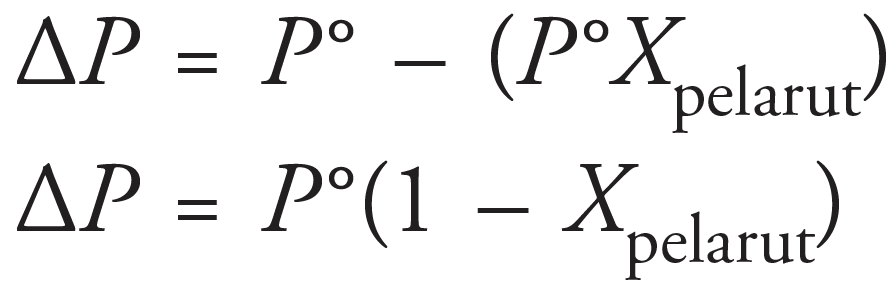 ΔP = P° − (P°X_pelarut)
ΔP = P°(1 − X_pelarut)